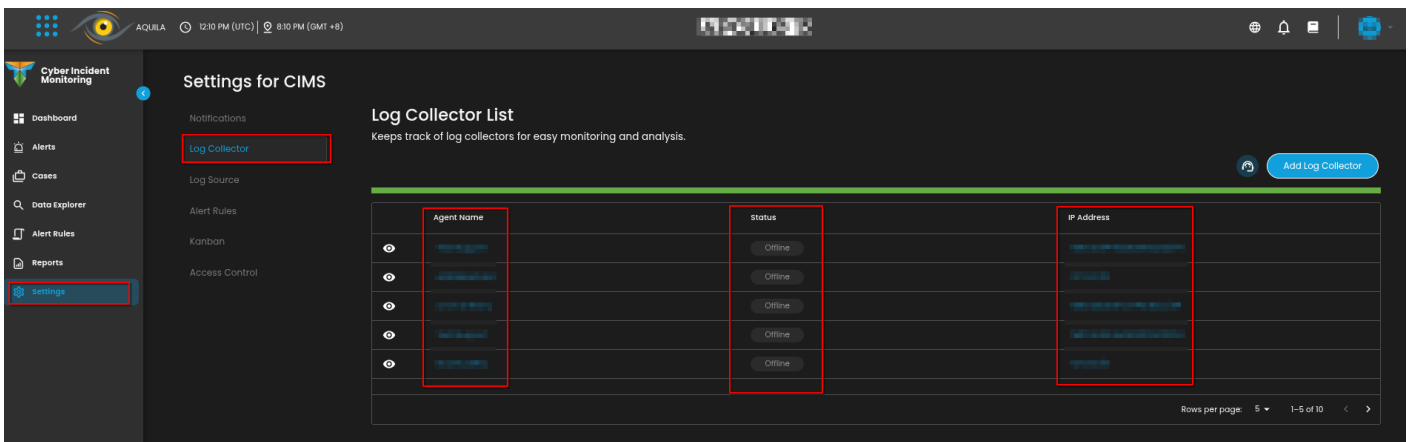 AQUILA 12:10 PM (UTC) 8:10 PM (GMT +8)
Cyber Incident
Monitoring
Dashboard
Alerts
Cases
Data Explorer
Alert Rules
Reports
Settings
Settings for CIMS
Notifications
Log Collector
Log Source
Alert Rules
Kanban
Access Control
Log Collector List
Keeps track of log collectors for easy monitoring and analysis.
Add Log Collector
Agent Name Status IP Address
Offline
Offline
Offline
Offline
Offline
Rows per page: 5 1-5 of 10